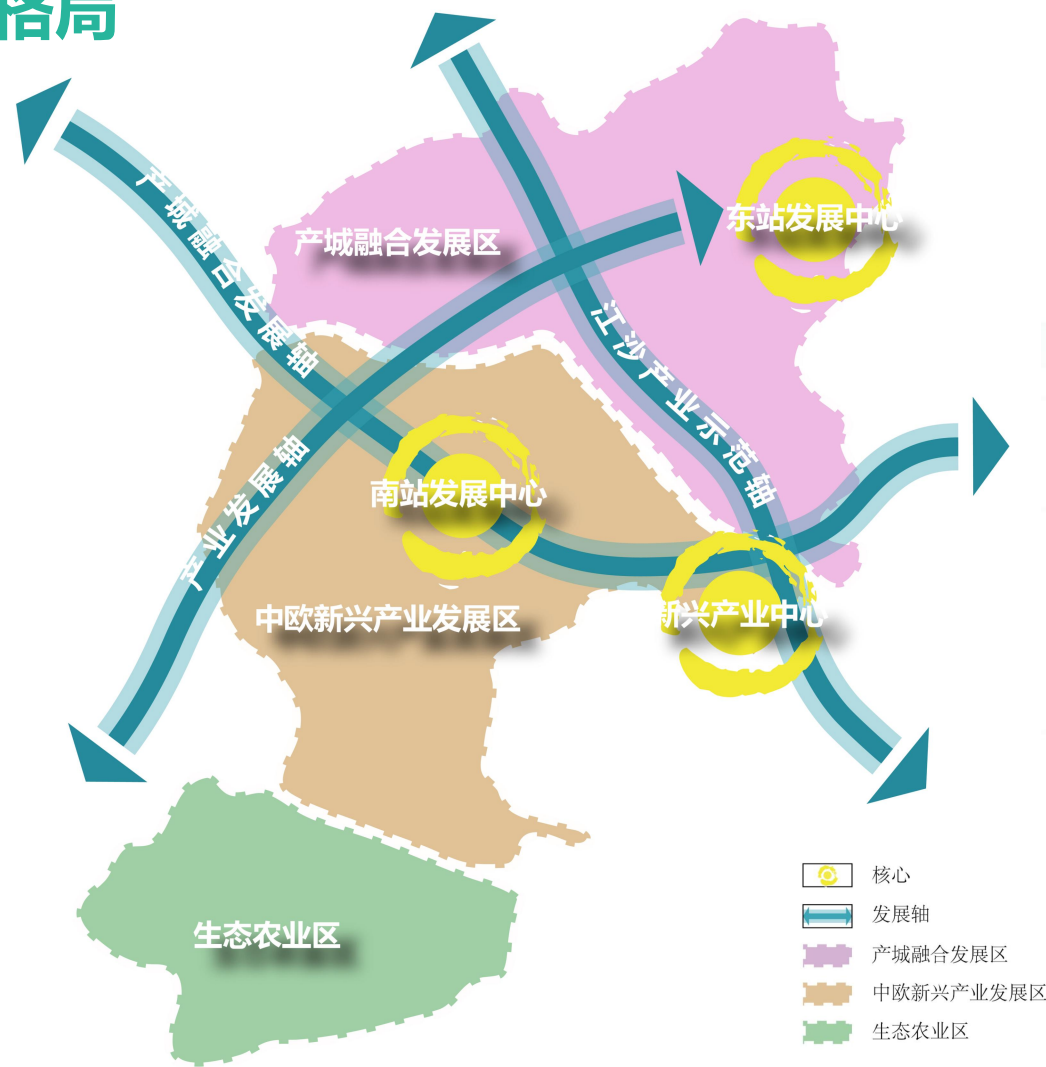 格局
产城融合发展轴
产城融合发展区
东站发展中心
江沙产业示范轴
产业发展轴
南站发展中心
中欧新兴产业发展区
新兴产业中心
生态农业区
核心
发展轴
产城融合发展区
中欧新兴产业发展区
生态农业区